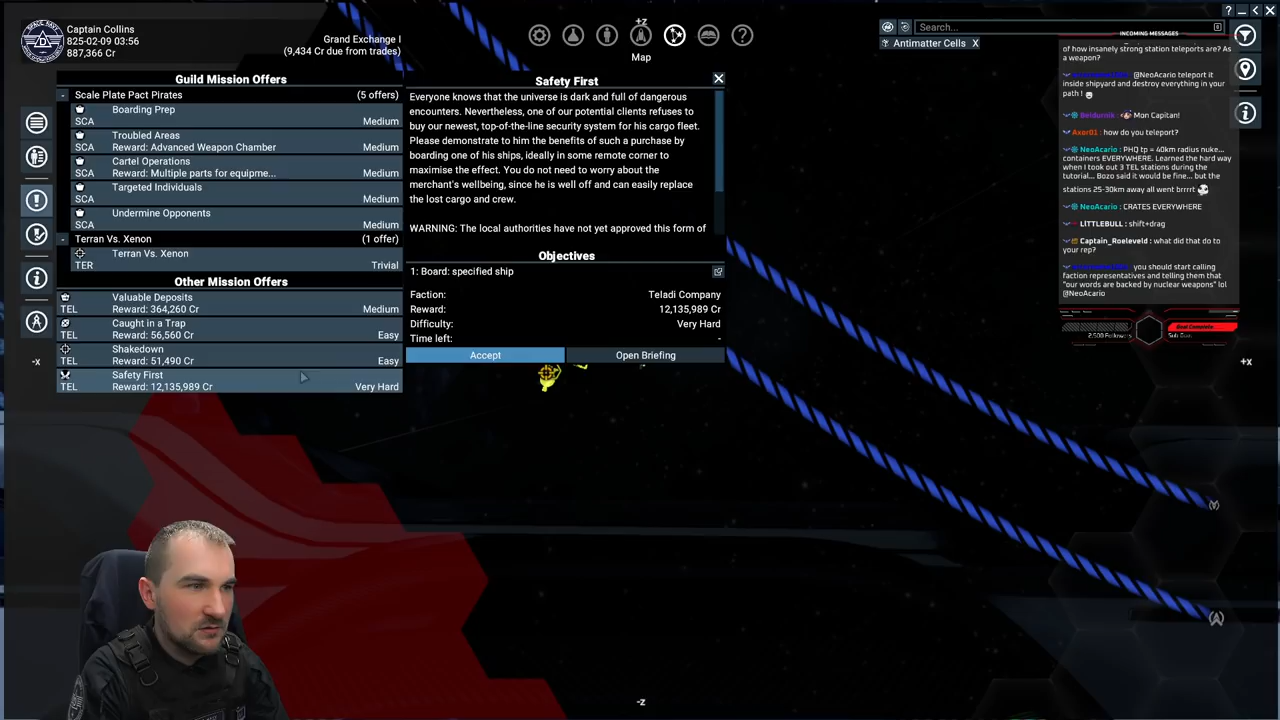 Captain Collins
825-02-09 03:56
887,366 Cr
Grand Exchange I
(9,434 Cr due from trades)
+Z
Map
Search...
Antimatter Cells X
Guild Mission Offers
- Scale Plate Pact Pirates (5 offers)
Boarding Prep
SCA Medium
Troubled Areas
SCA Reward: Advanced Weapon Chamber Medium
Cartel Operations
SCA Reward: Multiple parts for equipme... Medium
Targeted Individuals
SCA Medium
Undermine Opponents
SCA Medium
- Terran Vs. Xenon (1 offer)
Terran Vs. Xenon
TER Trivial
Other Mission Offers
Valuable Deposits
TEL Reward: 364,260 Cr Medium
Caught in a Trap
TEL Reward: 56,560 Cr Easy
Shakedown
TEL Reward: 51,490 Cr Easy
Safety First
TEL Reward: 12,135,989 Cr Very Hard
Safety First
Everyone knows that the universe is dark and full of dangerous
encounters. Nevertheless, one of our potential clients refuses to
buy our newest, top-of-the-line security system for his cargo fleet.
Please demonstrate to him the benefits of such a purchase by
boarding one of his ships, ideally in some remote corner to
maximise the effect. You do not need to worry about the
merchant's wellbeing, since he is well off and can easily replace
the lost cargo and crew.
WARNING: The local authorities have not yet approved this form of
Objectives
1: Board: specified ship
Faction: Teladi Company
Reward: 12,135,989 Cr
Difficulty: Very Hard
Time left: -
Accept
Open Briefing
INCOMING MESSAGES
of how insanely strong station teleports are? As
a weapon?
@NeoAcario teleport it
inside shipyard and destroy everything in your
path !
Beldurnik : Mon Capitan!
Axor01 : how do you teleport?
NeoAcario : PHQ tp = 40km radius nuke...
containers EVERYWHERE. Learned the hard way
when I took out 3 TEL stations during the
tutorial... Bozo said it would be fine... but the
stations 25-30km away all went brrrt
NeoAcario : CRATES EVERYWHERE
L1TTLEBULL : shift+drag
Captain_Roeleveld : what did that do to
your rep?
you should start calling
faction representatives and telling them that
"our words are backed by nuclear weapons" lol
@NeoAcario
2,500 Followers
Goal Complete
Sub Goal
-X
+X
-Z